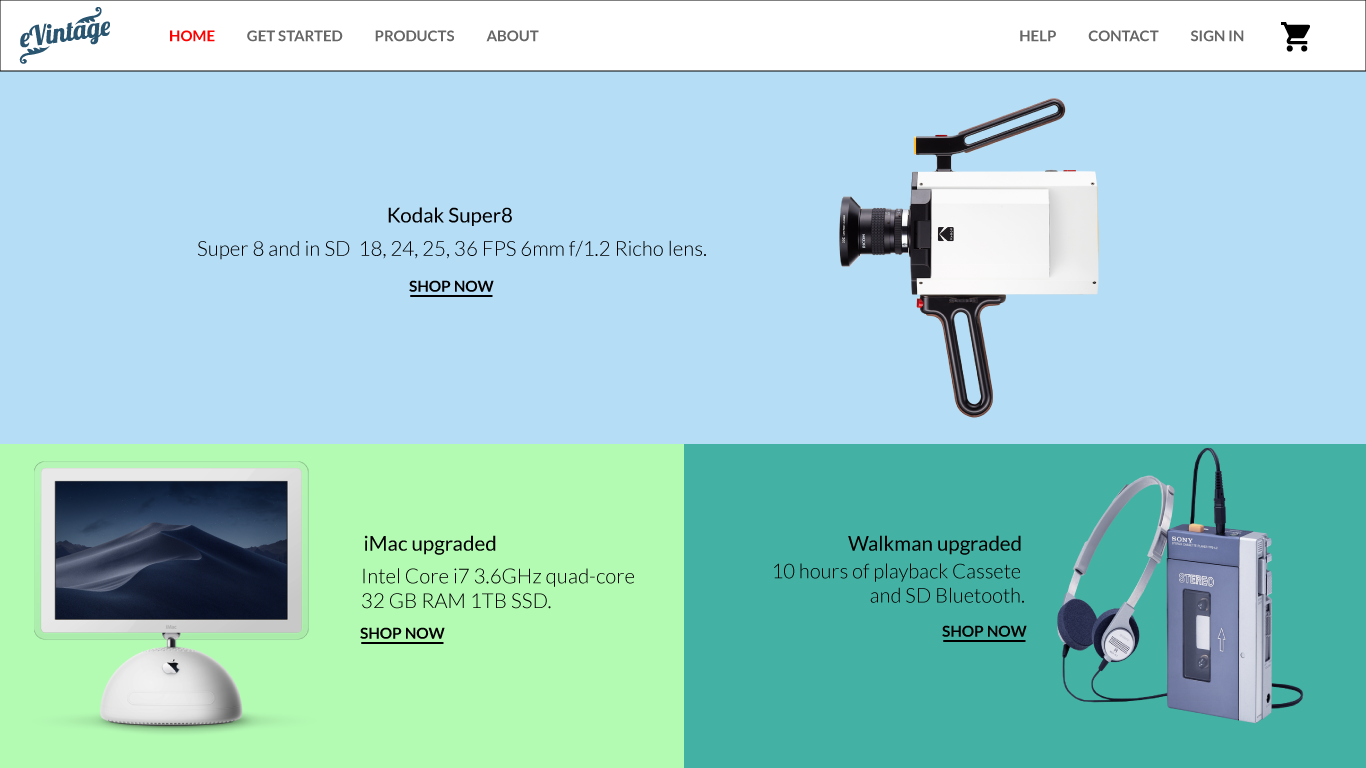 eVintage
HOME GET STARTED PRODUCTS ABOUT HELP CONTACT SIGN IN
Kodak Super8
Super 8 and in SD 18, 24, 25, 36 FPS 6mm f/1.2 Richo lens.
SHOP NOW
iMac upgraded
Intel Core i7 3.6GHz quad-core
32 GB RAM 1TB SSD.
SHOP NOW
Walkman upgraded
10 hours of playback Cassete
and SD Bluetooth.
SHOP NOW
SONY
STEREO